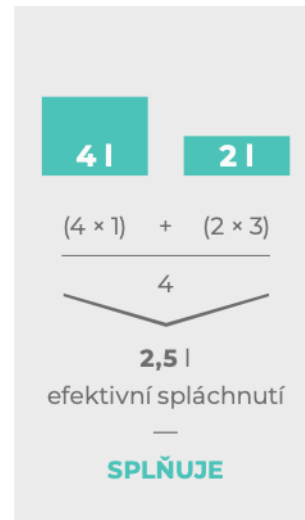 4 l 2 l
(4 × 1) + (2 × 3)
4
2,5 l
efektivní spláchnutí
—
SPLŇUJE